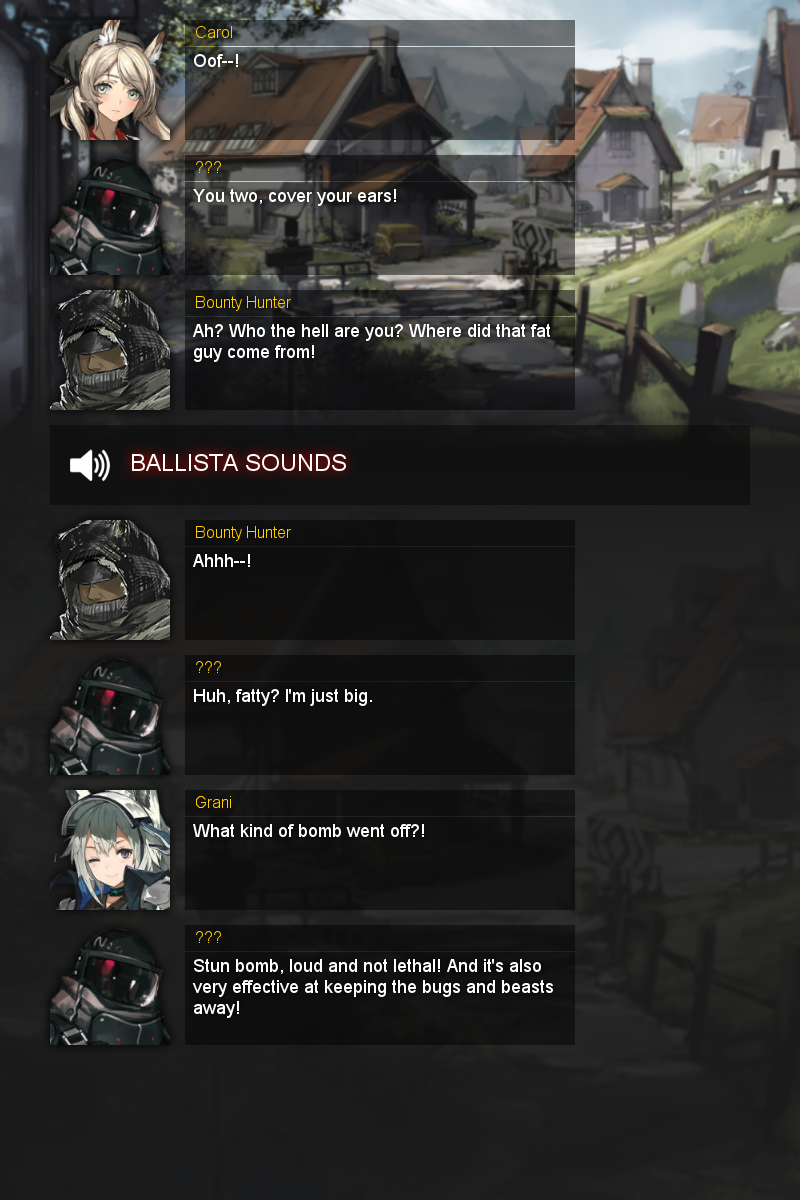 Carol
Oof--!
???
You two, cover your ears!
Bounty Hunter
Ah? Who the hell are you? Where did that fat
guy come from!
BALLISTA SOUNDS
Bounty Hunter
Ahhh--!
???
Huh, fatty? I'm just big.
Grani
What kind of bomb went off?!
???
Stun bomb, loud and not lethal! And it's also
very effective at keeping the bugs and beasts
away!